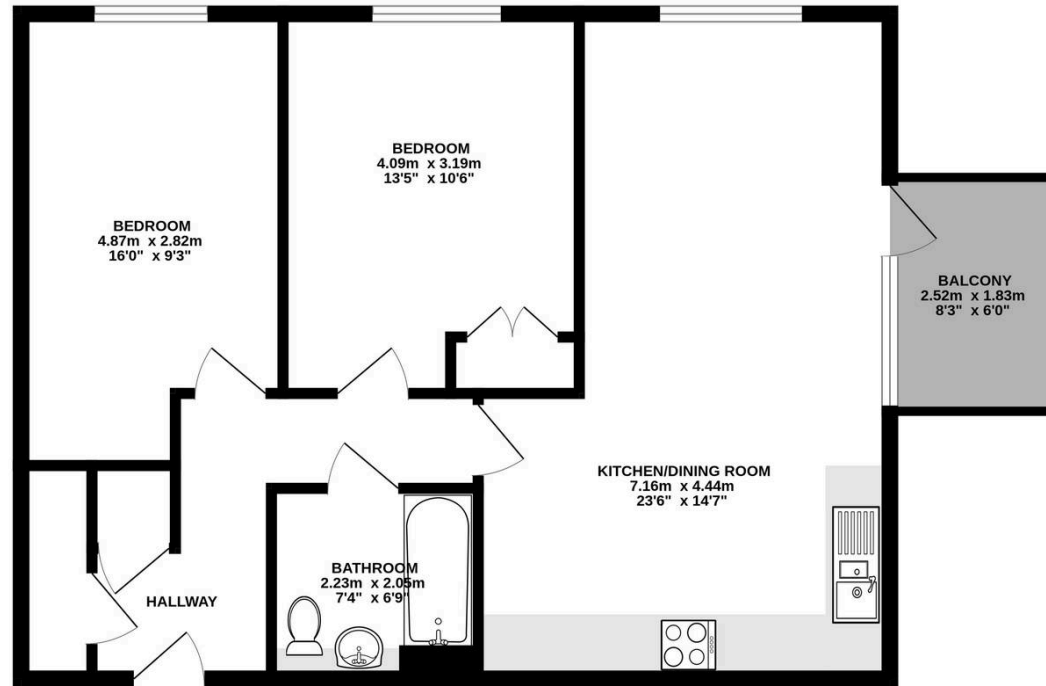 BEDROOM
4.09m x 3.19m
13'5" x 10'6"
BEDROOM
4.87m x 2.82m
16'0" x 9'3"
BALCONY
2.52m x 1.83m
8'3" x 6'0"
KITCHEN/DINING ROOM
7.16m x 4.44m
23'6" x 14'7"
BATHROOM
2.23m x 2.05m
7'4" x 6'9"
HALLWAY